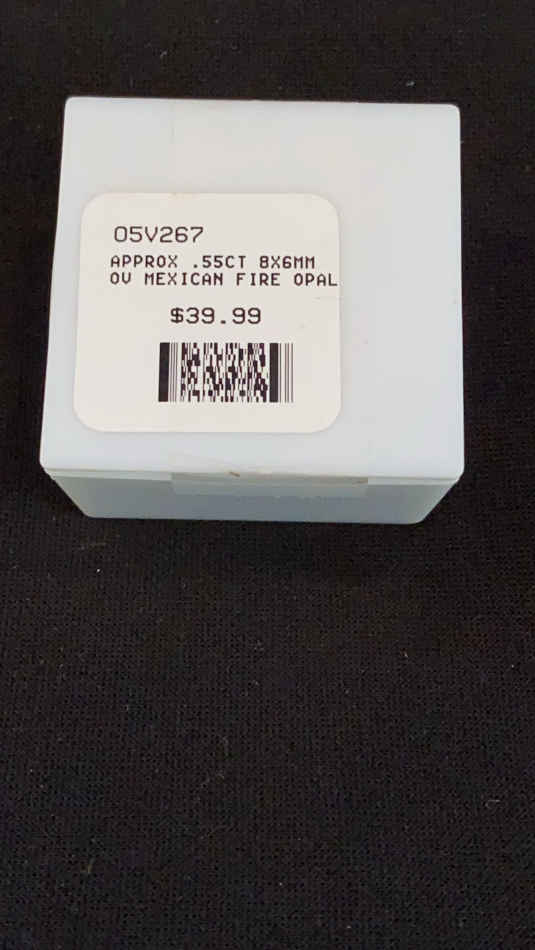 05V267
APPROX .55CT 8X6MM
OV MEXICAN FIRE OPAL
$39.99